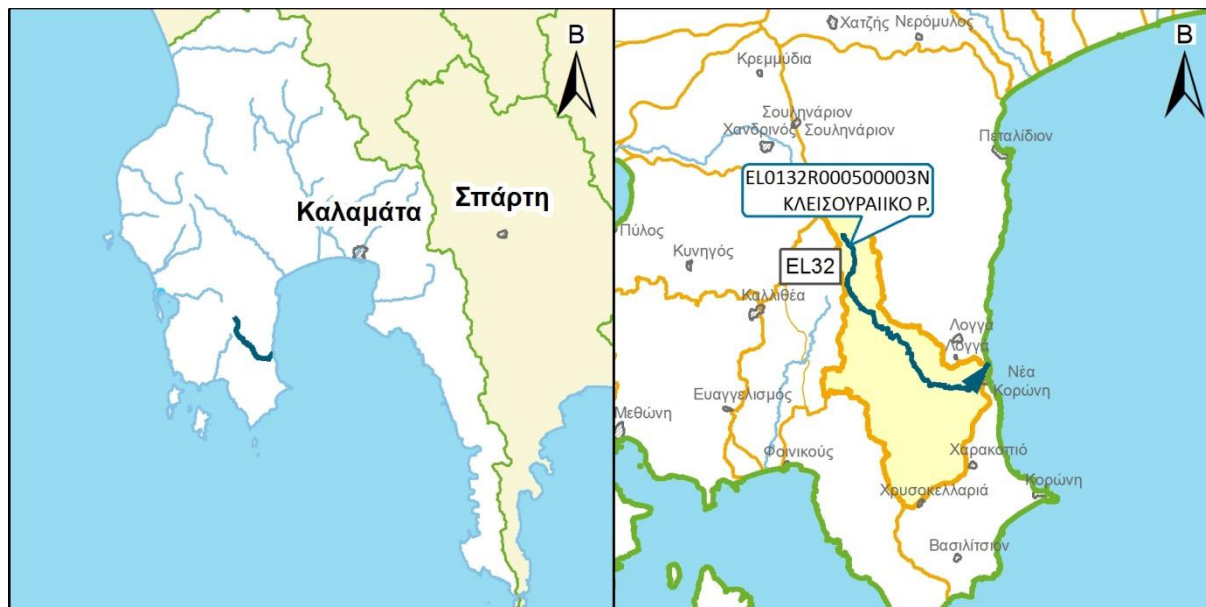 Β
Σπάρτη
Καλαμάτα
Β
Χατζής
Νερόμυλος
Κρεμμύδια
Σουληνάριον
Χανδρινός
Σουληνάριον
Πεταλίδιον
EL0132R000500003N
ΚΛΕΙΣΟΥΡΑΙΙΚΟ Ρ.
Πύλος
Κυνηγός
EL32
Καλλιθέα
Λογγά
Λογγά
Νέα
Κορώνη
Ευαγγελισμός
Μεθώνη
Φοινικούς
Χαρακοπιό
Χρυσοκελλαριά
Κορώνη
Βασιλίτσιον